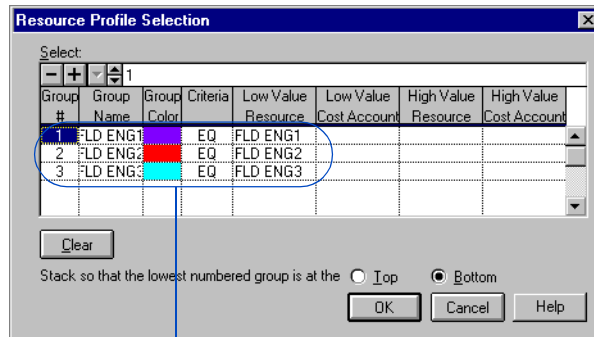 Resource Profile Selection
Select:
1
Group # Group Name Group Color Criteria Low Value Resource Low Value Cost Account High Value Resource High Value Cost Account
1 FLD ENG1 EQ FLD ENG1
2 FLD ENG2 EQ FLD ENG2
3 FLD ENG3 EQ FLD ENG3
Clear
Stack so that the lowest numbered group is at the Top Bottom
OK Cancel Help